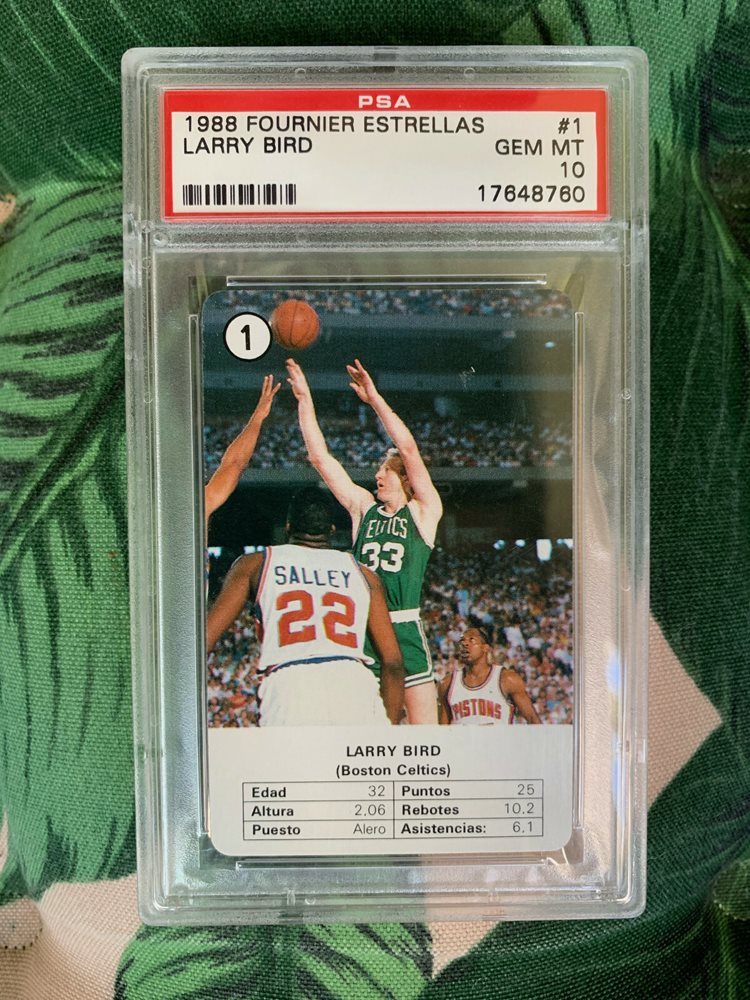 PSA
1988 FOURNIER ESTRELLAS #1
LARRY BIRD GEM MT
10
17648760
1
ELTICS
33
SALLEY
22
PISTONS
LARRY BIRD
(Boston Celtics)
Edad 32 Puntos 25
Altura 2,06 Rebotes 10.2
Puesto Alero Asistencias: 6.1